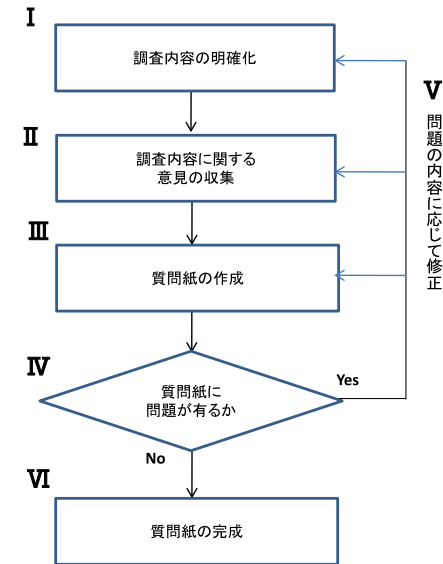 Ⅰ
調査内容の明確化
Ⅱ
調査内容に関する
意見の収集
Ⅲ
質問紙の作成
Ⅳ
質問紙に
問題が有るか
Yes
Ⅴ
問題の内容に応じて修正
No
Ⅵ
質問紙の完成